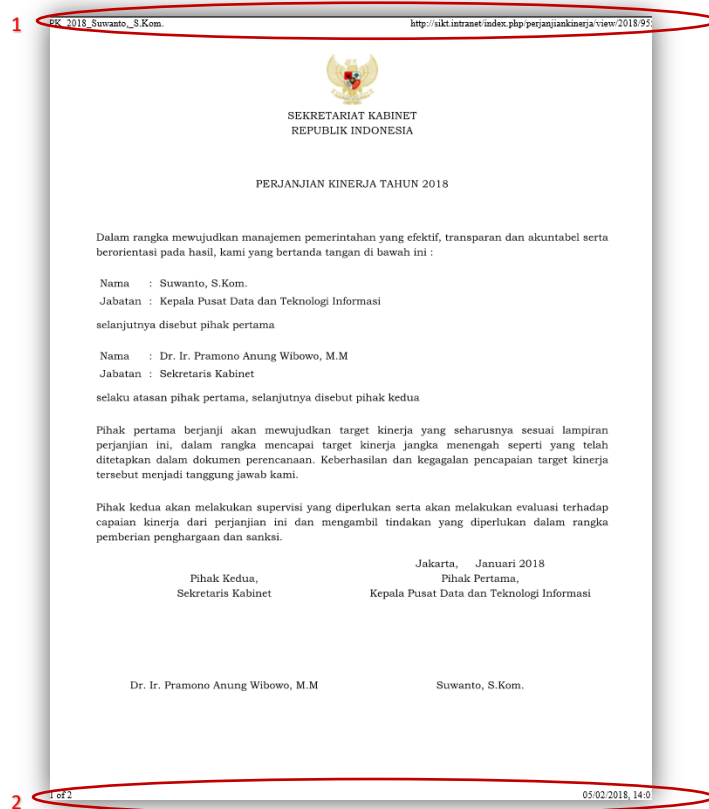 1
PK_2018_Suwanto,_S.Kom. http://sikt.intranet/index.php/perjanjiankinerja/view/2018/95
SEKRETARIAT KABINET
REPUBLIK INDONESIA
PERJANJIAN KINERJA TAHUN 2018
Dalam rangka mewujudkan manajemen pemerintahan yang efektif, transparan dan akuntabel serta
berorientasi pada hasil, kami yang bertanda tangan di bawah ini :
Nama : Suwanto, S.Kom.
Jabatan : Kepala Pusat Data dan Teknologi Informasi
selanjutnya disebut pihak pertama
Nama : Dr. Ir. Pramono Anung Wibowo, M.M
Jabatan : Sekretaris Kabinet
selaku atasan pihak pertama, selanjutnya disebut pihak kedua
Pihak pertama berjanji akan mewujudkan target kinerja yang seharusnya sesuai lampiran
perjanjian ini, dalam rangka mencapai target kinerja jangka menengah seperti yang telah
ditetapkan dalam dokumen perencanaan. Keberhasilan dan kegagalan pencapaian target kinerja
tersebut menjadi tanggung jawab kami.
Pihak kedua akan melakukan supervisi yang diperlukan serta akan melakukan evaluasi terhadap
capaian kinerja dari perjanjian ini dan mengambil tindakan yang diperlukan dalam rangka
pemberian penghargaan dan sanksi.
Jakarta, Januari 2018
Pihak Kedua, Pihak Pertama,
Sekretaris Kabinet Kepala Pusat Data dan Teknologi Informasi
Dr. Ir. Pramono Anung Wibowo, M.M Suwanto, S.Kom.
1 of 2 05/02/2018, 14:0
2